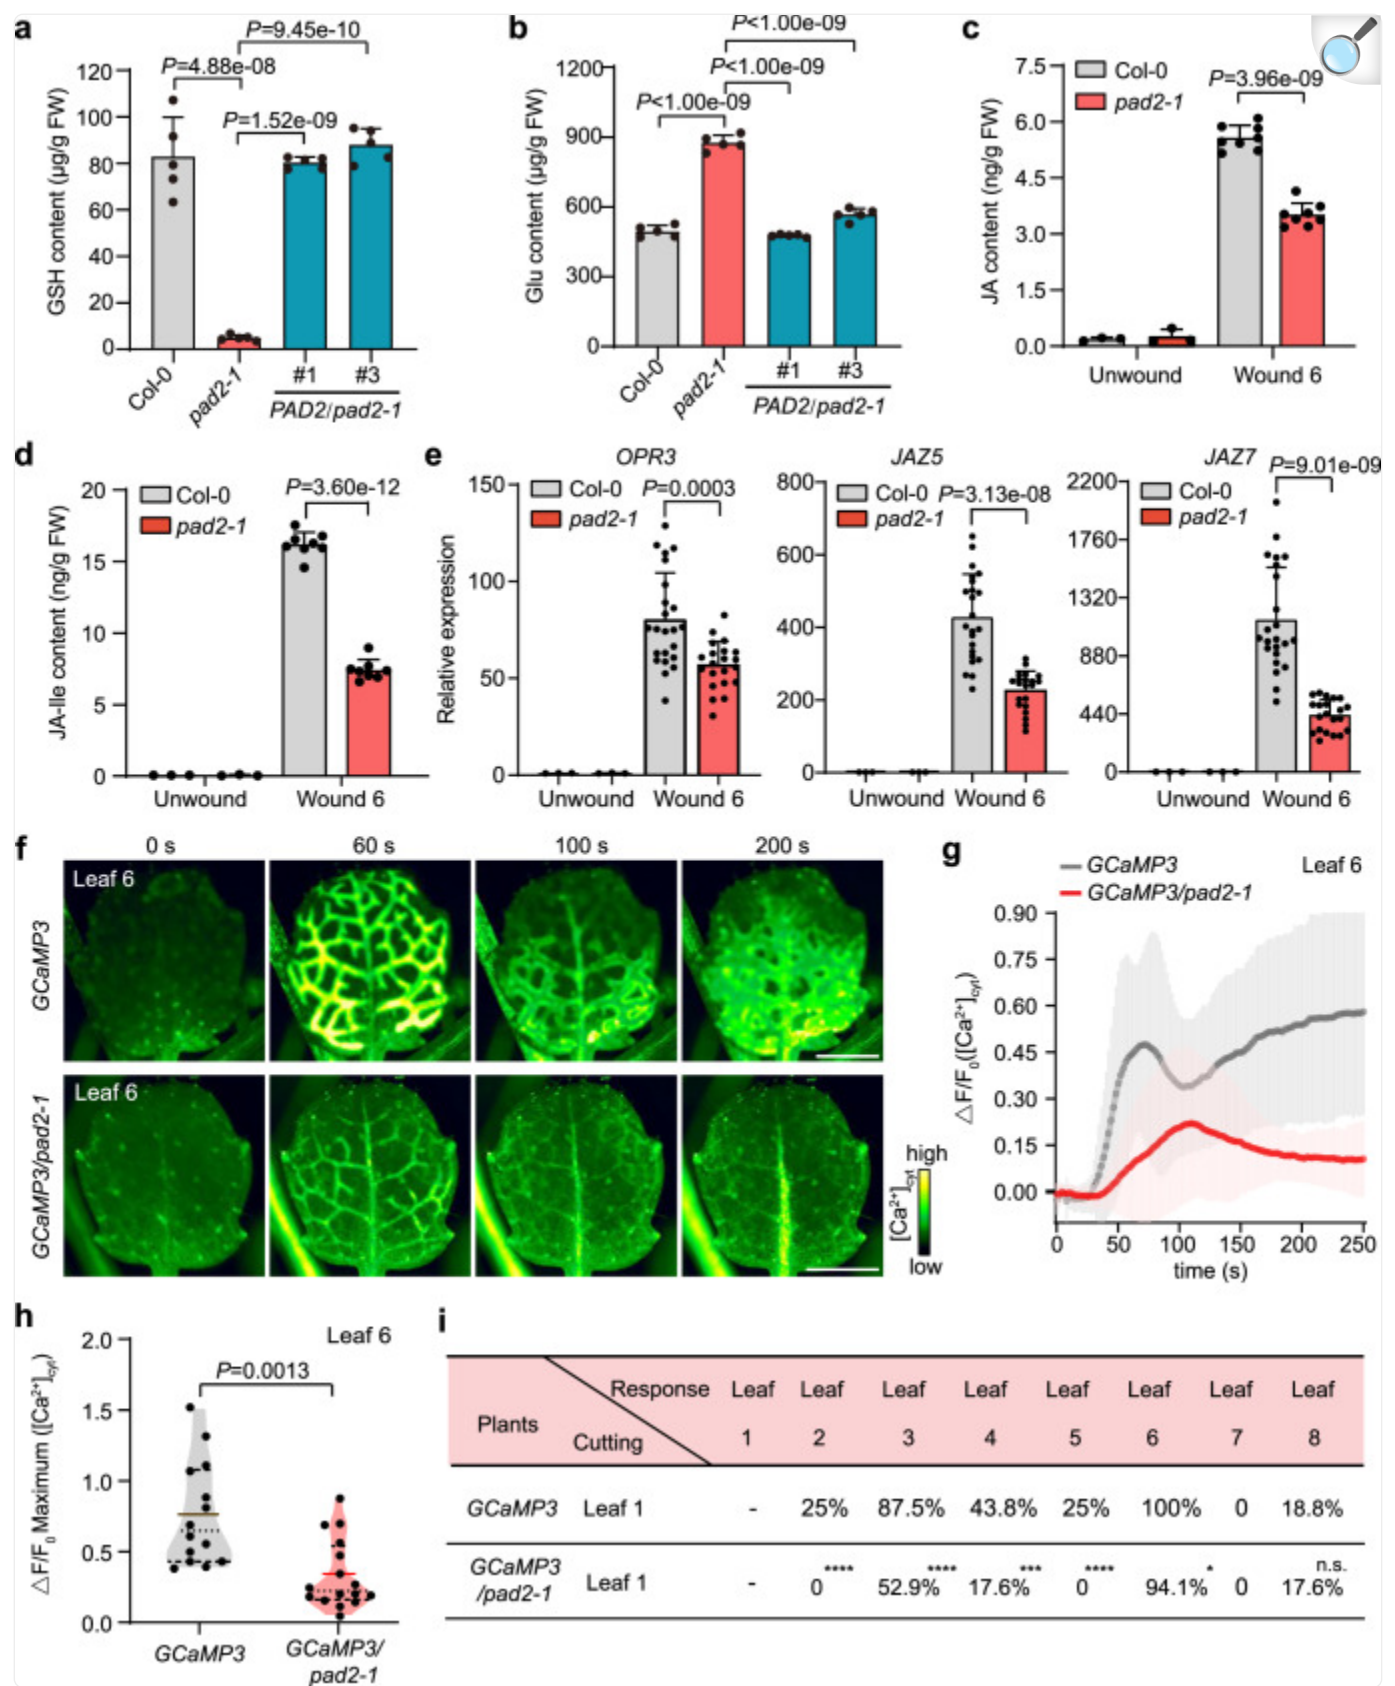 a
P=9.45e-10
P=4.88e-08
P=1.52e-09
GSH content (µg/g FW)
120
100
80
60
40
20
0
Col-0
pad2-1
#1
#3
PAD2/pad2-1
b
P<1.00e-09
P<1.00e-09
P<1.00e-09
Glu content (µg/g FW)
1200
900
600
300
0
Col-0
pad2-1
#1
#3
PAD2/pad2-1
c
Col-0
pad2-1
P=3.96e-09
JA content (ng/g FW)
7.5
6.0
4.5
3.0
1.5
0.0
Unwound
Wound 6
d
Col-0
pad2-1
P=3.60e-12
JA-Ile content (ng/g FW)
20
15
10
5
0
Unwound
Wound 6
e
OPR3
Col-0
pad2-1
P=0.0003
Relative expression
150
100
50
0
Unwound
Wound 6
JAZ5
Col-0
pad2-1
P=3.13e-08
800
600
400
200
0
Unwound
Wound 6
JAZ7
Col-0
pad2-1
P=9.01e-09
2200
1760
1320
880
440
0
Unwound
Wound 6
f
0 s
60 s
100 s
200 s
GCaMP3
Leaf 6
GCaMP3/pad2-1
Leaf 6
high
[Ca²⁺]cyt
low
g
GCaMP3
GCaMP3/pad2-1
Leaf 6
△F/F₀([Ca²⁺]cyt)
0.90
0.75
0.60
0.45
0.30
0.15
0.00
0
50
100
150
200
250
time (s)
h
Leaf 6
P=0.0013
△F/F₀ Maximum ([Ca²⁺]cyt)
2.0
1.5
1.0
0.5
0.0
GCaMP3
GCaMP3/
pad2-1
i
Plants
Response
Cutting
Leaf 1
Leaf 2
Leaf 3
Leaf 4
Leaf 5
Leaf 6
Leaf 7
Leaf 8
GCaMP3 Leaf 1 - 25% 87.5% 43.8% 25% 100% 0 18.8%
GCaMP3
/pad2-1 Leaf 1 - 0**** 52.9%**** 17.6%*** 0**** 94.1%* 0 17.6% n.s.